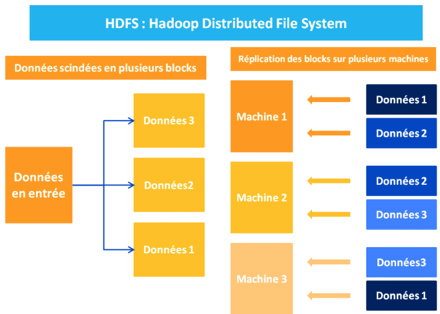 HDFS : Hadoop Distributed File System
Données scindées en plusieurs blocks
Données
en entrée
Données 3
Données2
Données 1
Réplication des blocks sur plusieurs machines
Machine 1
Données 1
Données 2
Machine 2
Données 2
Données 3
Machine 3
Données3
Données 1